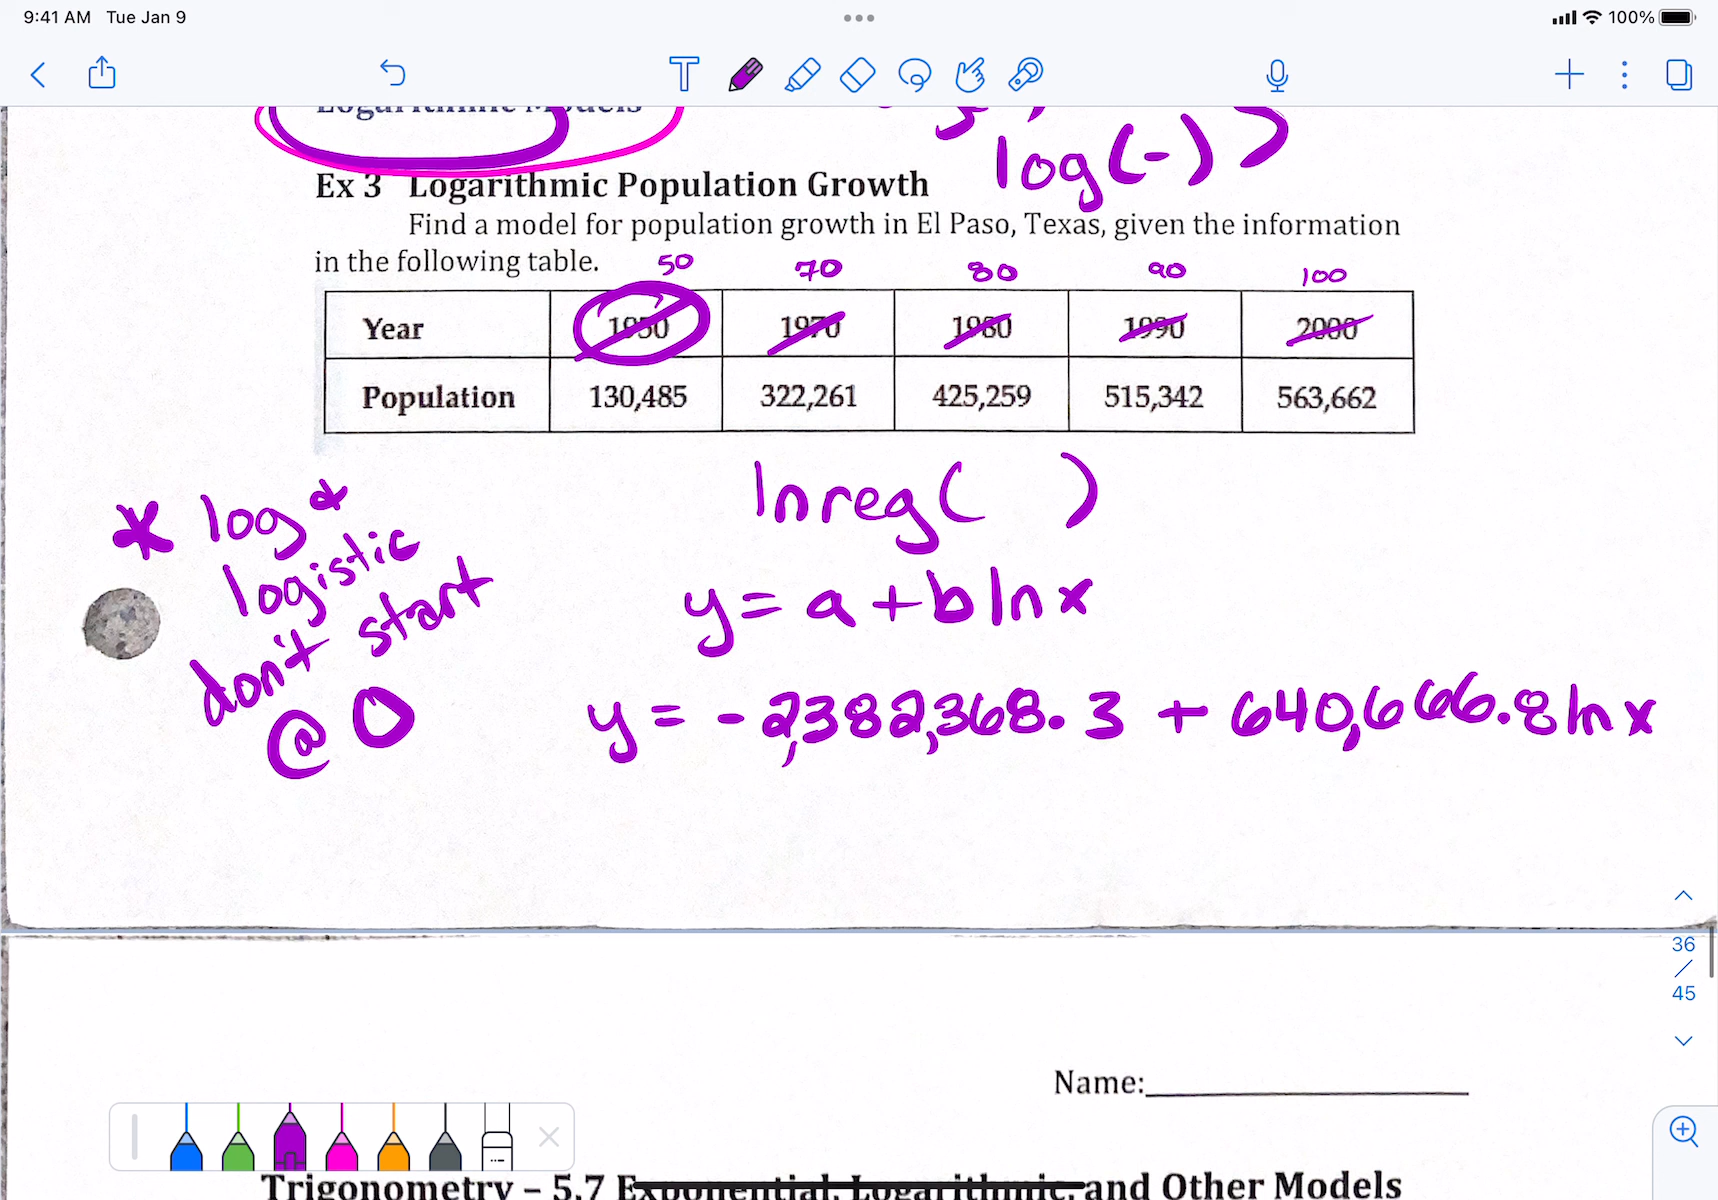 9:41 AM Tue Jan 9
100%
Logarithmic Models
log(-)
Ex 3 Logarithmic Population Growth
Find a model for population growth in El Paso, Texas, given the information
in the following table.
50 70 80 90 100
Year 1950 1970 1980 1990 2000
Population 130,485 322,261 425,259 515,342 563,662
lnreg( )
* log *
logistic
don't start
@ 0
y = a + b ln x
y = - 2,382,368.3 + 640,666.8 ln x
36
/
45
Name:
Trigonometry – 5.7 Exponential, Logarithmic, and Other Models